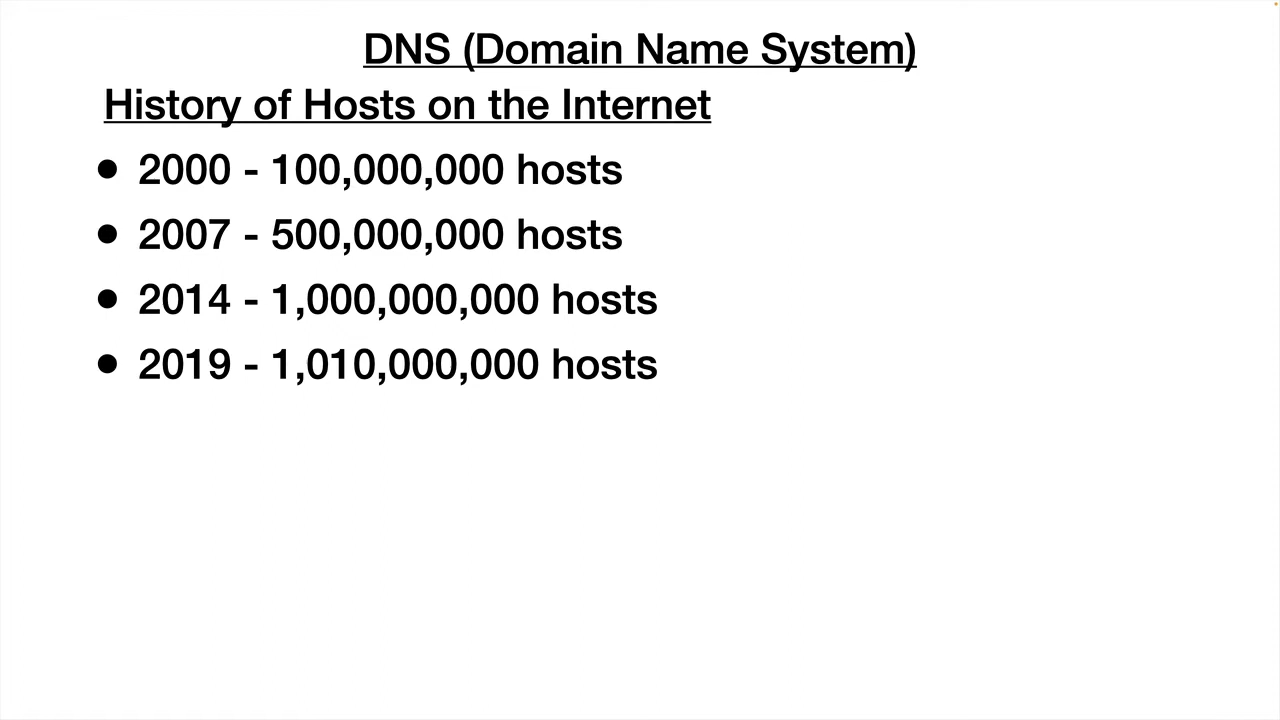 DNS (Domain Name System)
History of Hosts on the Internet
• 2000 - 100,000,000 hosts
• 2007 - 500,000,000 hosts
• 2014 - 1,000,000,000 hosts
• 2019 - 1,010,000,000 hosts